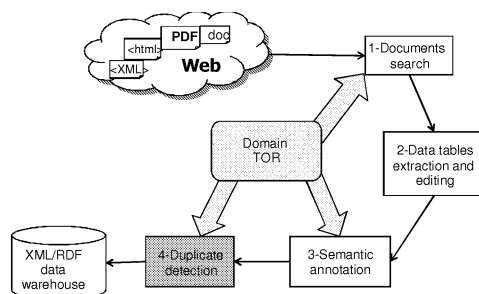 PDF
doc
<html>
<XML>
Web
1-Documents
search
Domain
TOR
2-Data tables
extraction and
editing
XML/RDF
data
warehouse
4-Duplicate
detection
3-Semantic
annotation